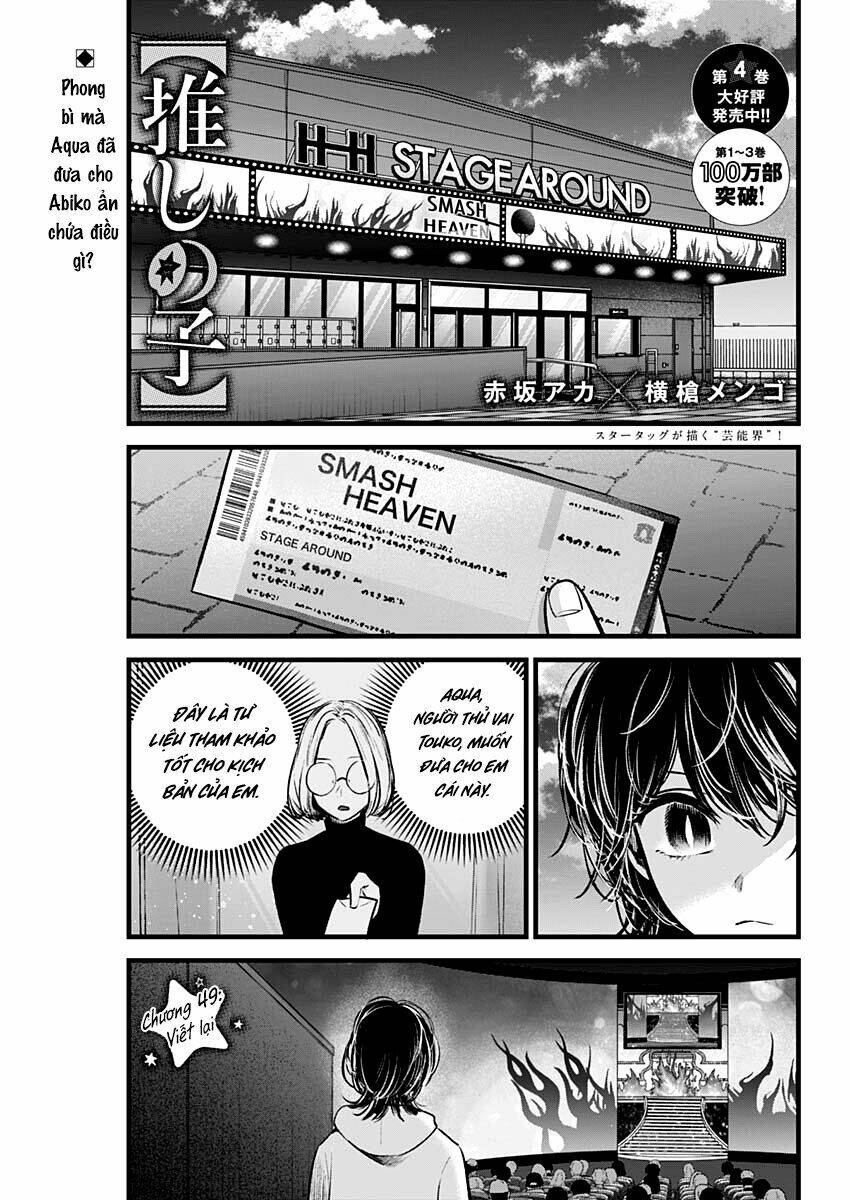 Phong
bì mà
Aqua đã
đưa cho
Abiko ẩn
chứa điều
gì?
【推しの子】
第4巻
大好評
発売中!!
第1〜3巻
100万部
突破!
HH STAGE AROUND
SMASH
HEAVEN
赤坂アカ×横槍メンゴ
スタータッグが描く“芸能界”!
SMASH
HEAVEN
STAGE AROUND
AQUA,
NGƯỜI THỦ VAI
TOUKO, MUỐN
ĐƯA CHO EM
CÁI NÀY.
ĐÂY LÀ TƯ
LIỆU THAM KHẢO
TỐT CHO KỊCH
BẢN CỦA EM.
Chương 49:
Viết lại